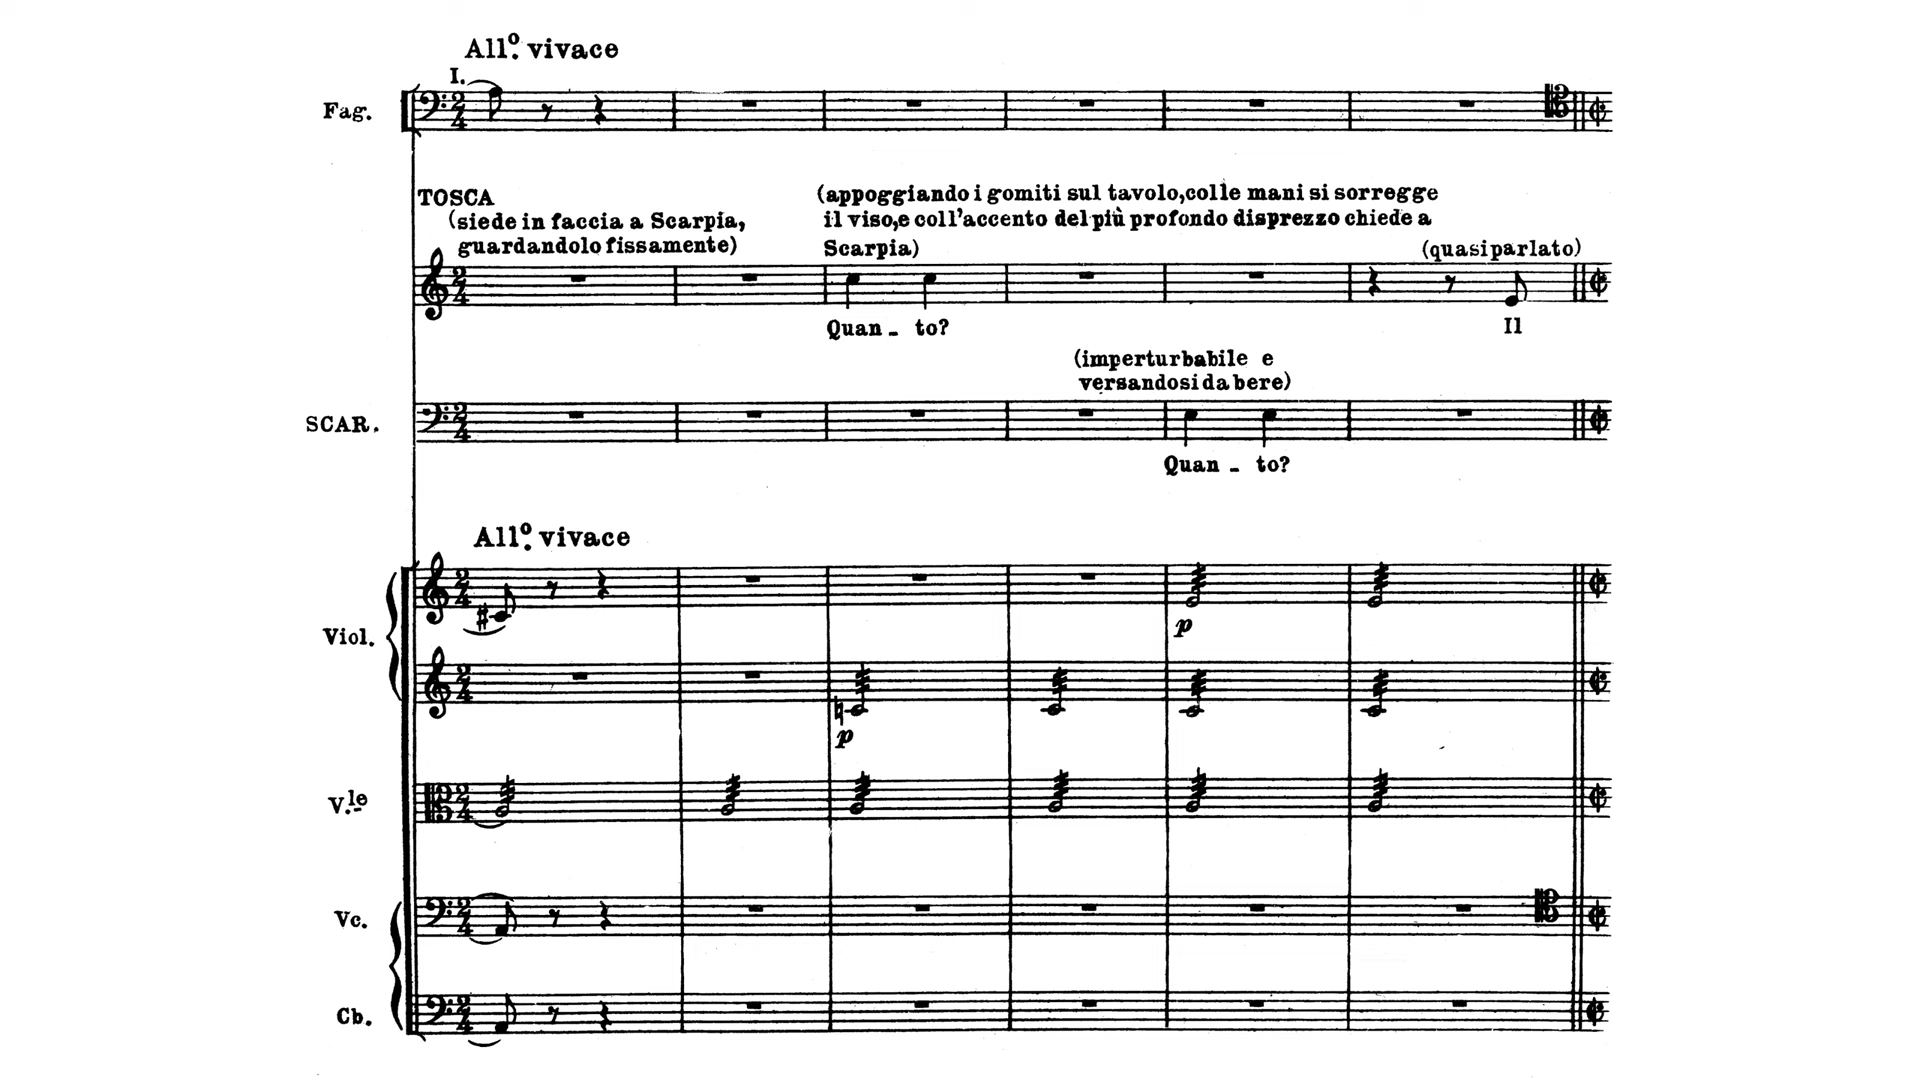 All.º vivace
I.
Fag.
TOSCA
(siede in faccia a Scarpia,
guardandolo fissamente)
(appoggiando i gomiti sul tavolo, colle mani si sorregge
il viso, e coll'accento del più profondo disprezzo chiede a
Scarpia)
(quasi parlato)
Quan - to?
Il
(imperturbabile e
versandosi da bere)
SCAR.
Quan - to?
All.º vivace
Viol.
p
p
V.le
Vc.
Cb.